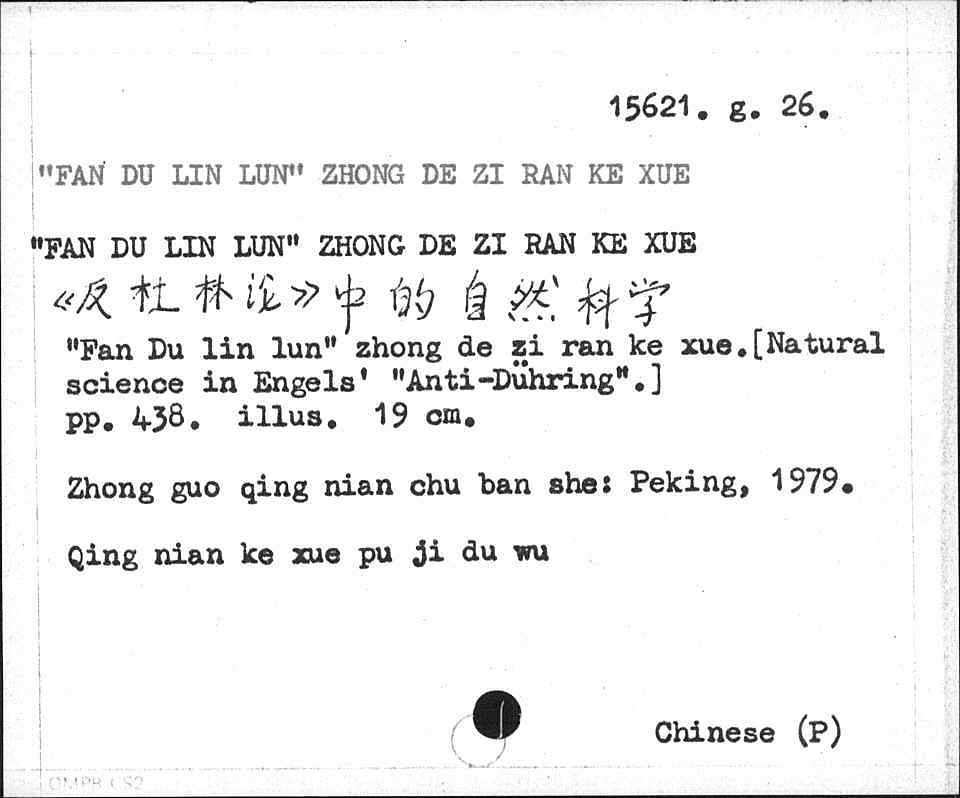 15621. g. 26.
"FAN DU LIN LUN" ZHONG DE ZI RAN KE XUE
"FAN DU LIN LUN" ZHONG DE ZI RAN KE XUE
《反杜林论》中的自然科学
"Fan Du lin lun" zhong de zi ran ke xue.[Natural
science in Engels' "Anti-Dühring".]
pp. 438. illus. 19 cm.
Zhong guo qing nian chu ban she: Peking, 1979.
Qing nian ke xue pu ji du wu
Chinese (P)